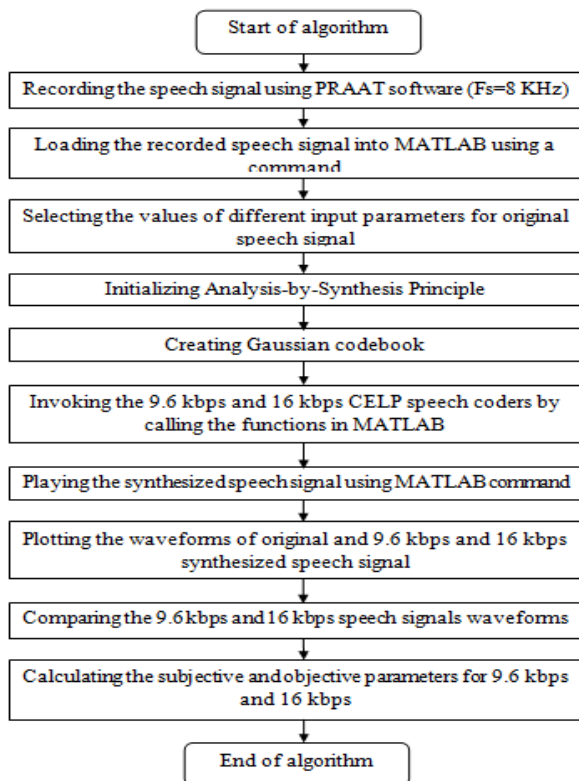 Start of algorithm
Recording the speech signal using PRAAT software (Fs=8 KHz)
Loading the recorded speech signal into MATLAB using a
command
Selecting the values of different input parameters for original
speech signal
Initializing Analysis-by-Synthesis Principle
Creating Gaussian codebook
Invoking the 9.6 kbps and 16 kbps CELP speech coders by
calling the functions in MATLAB
Playing the synthesized speech signal using MATLAB command
Plotting the waveforms of original and 9.6 kbps and 16 kbps
synthesized speech signal
Comparing the 9.6 kbps and 16 kbps speech signals waveforms
Calculating the subjective and objective parameters for 9.6 kbps
and 16 kbps
End of algorithm